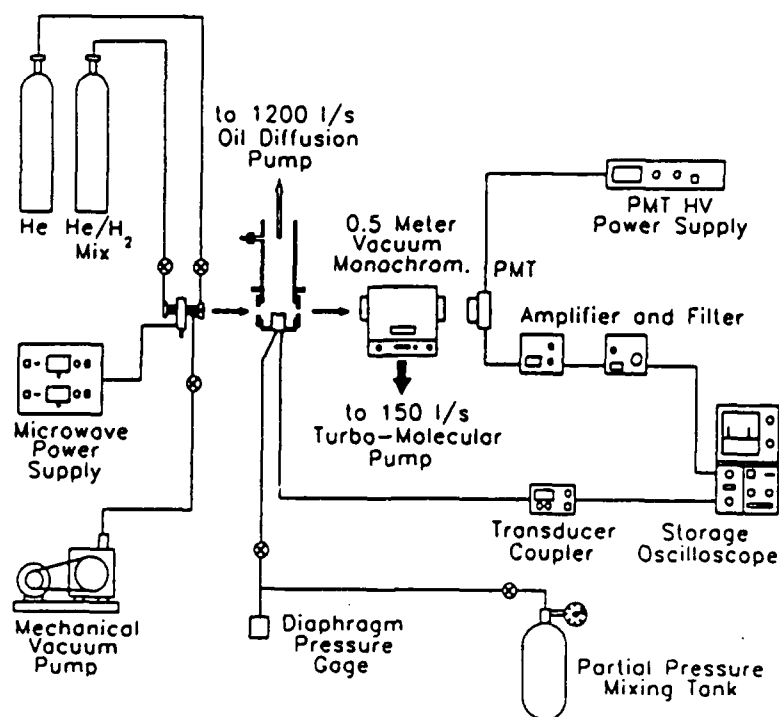 to 1200 l/s
Oil Diffusion
Pump
He
He/H2
Mix
0.5 Meter
Vacuum
Monochrom.
PMT HV
Power Supply
PMT
Amplifier and Filter
Microwave
Power
Supply
to 150 l/s
Turbo-Molecular
Pump
Transducer
Coupler
Storage
Oscilloscope
Mechanical
Vacuum
Pump
Diaphragm
Pressure
Gage
Partial Pressure
Mixing Tank